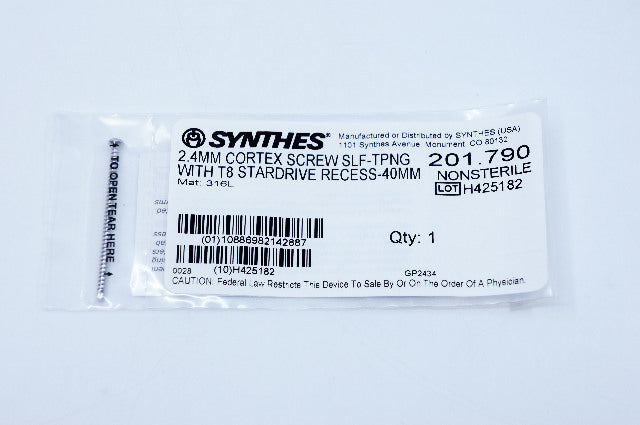 SYNTHES®
Manufactured or Distributed by SYNTHES (USA)
1101 Synthes Avenue, Monument, CO 80132
2.4MM CORTEX SCREW SLF-TPNG
WITH T8 STARDRIVE RECESS-40MM
Mat: 316L
201.790
NONSTERILE
LOT H425182
(01)10886982142887
Qty: 1
0028 (10)H425182
GP2434
CAUTION: Federal Law Restricts This Device To Sale By Or On The Order Of A Physician.
TO OPEN TEAR HERE